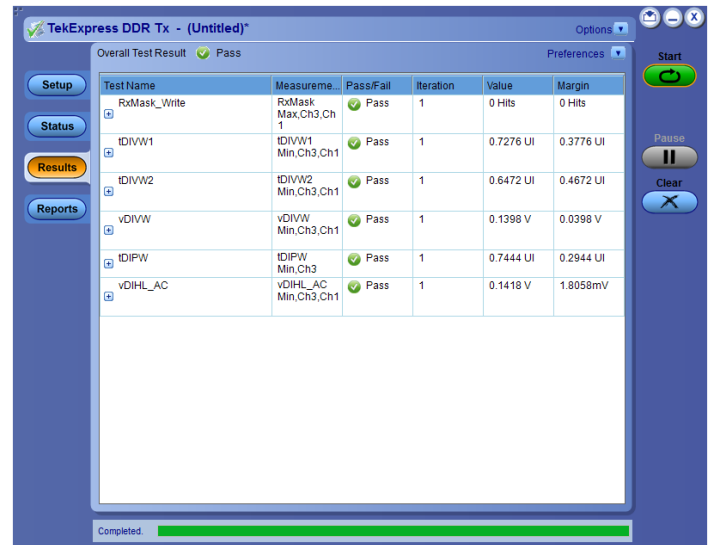 TekExpress DDR Tx - (Untitled)*
Options
Overall Test Result Pass
Preferences
Start
Setup
Status
Results
Reports
Pause
Clear
Test Name Measureme... Pass/Fail Iteration Value Margin
RxMask_Write RxMask Max,Ch3,Ch1 Pass 1 0 Hits 0 Hits
tDIVW1 tDIVW1 Min,Ch3,Ch1 Pass 1 0.7276 UI 0.3776 UI
tDIVW2 tDIVW2 Min,Ch3,Ch1 Pass 1 0.6472 UI 0.4672 UI
vDIVW vDIVW Min,Ch3,Ch1 Pass 1 0.1398 V 0.0398 V
tDIPW tDIPW Min,Ch3 Pass 1 0.7444 UI 0.2944 UI
vDIHL_AC vDIHL_AC Min,Ch3,Ch1 Pass 1 0.1418 V 1.8058mV
Completed.